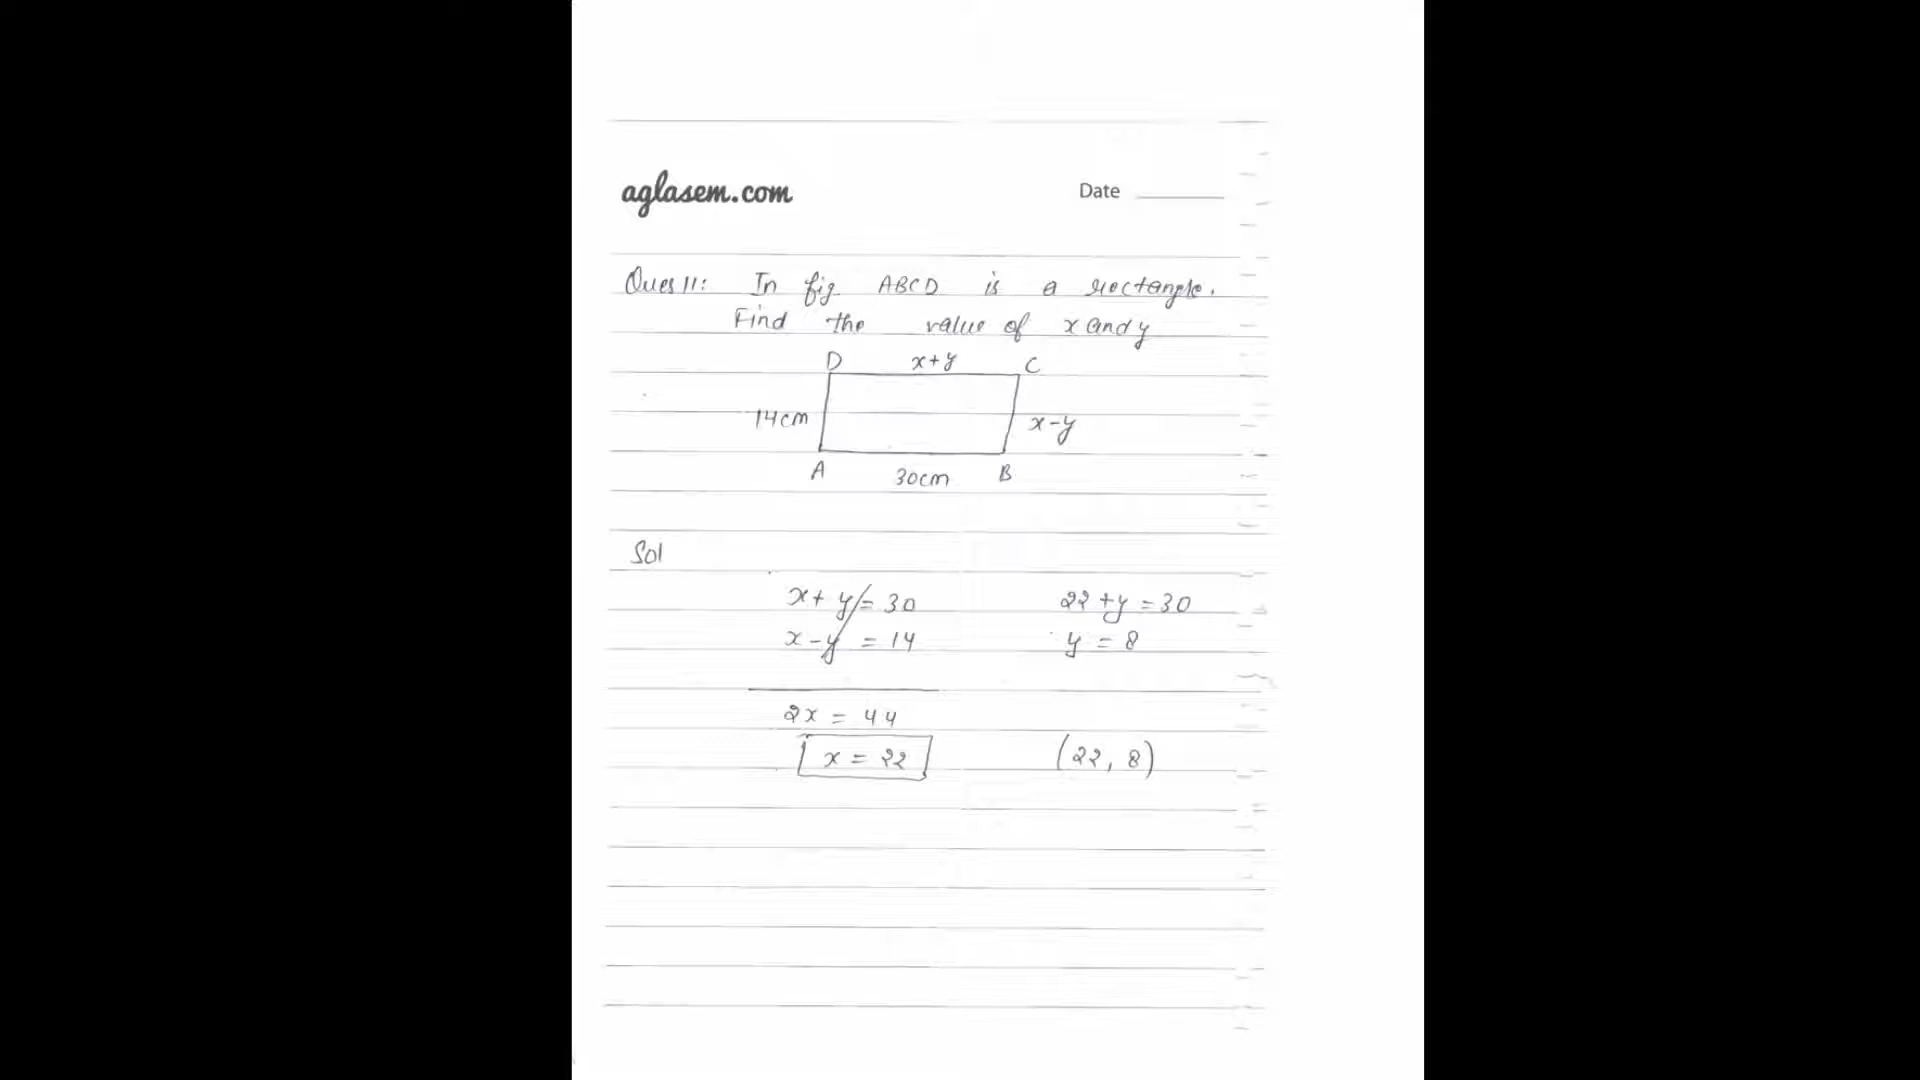 aglasem.com Date
Ques 11: In fig ABCD is a rectangle.
Find the value of x and y
D x+y C
14cm x-y
A 30cm B
Sol
x+ y = 30 22 + y = 30
x - y = 14 y = 8
2x = 44
x = 22 (22, 8)